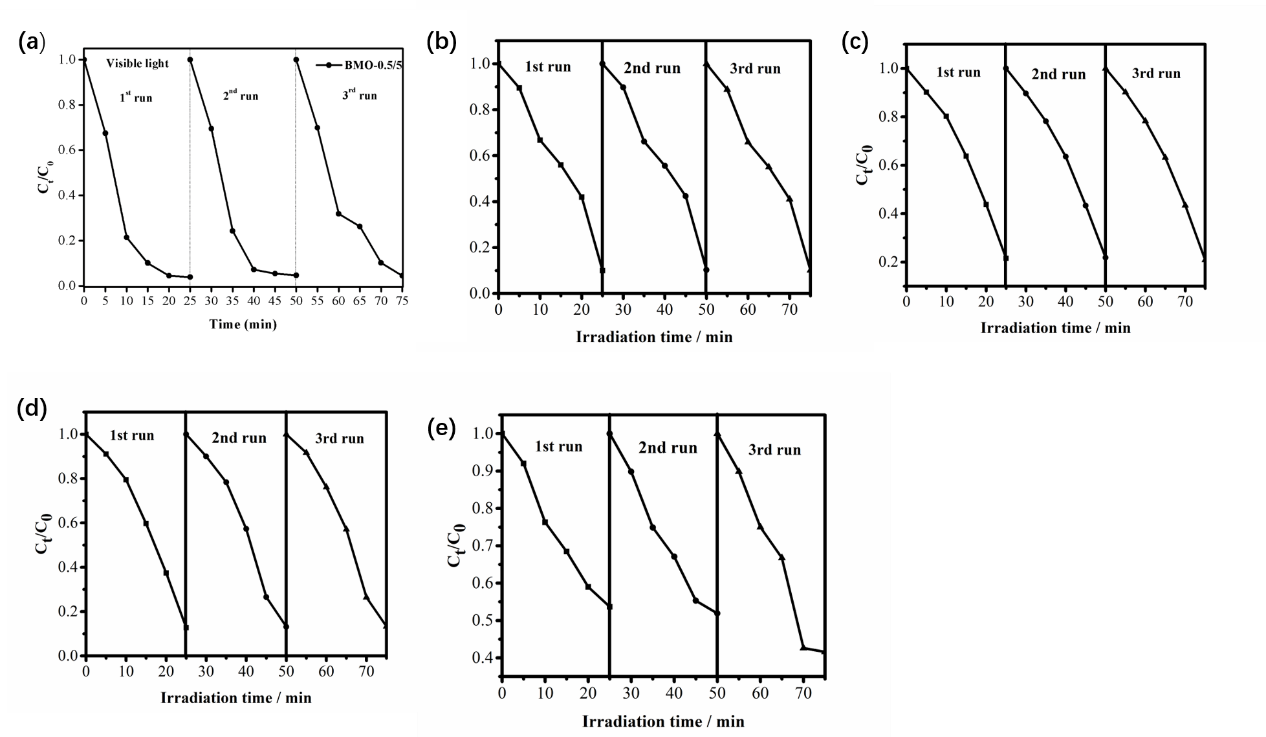 (a)
Visible light
BMO-0.5/5
1st run
2nd run
3rd run
Ct/C0
1.0
0.8
0.6
0.4
0.2
0.0
0 5 10 15 20 25 30 35 40 45 50 55 60 65 70 75
Time (min)
(b)
1st run
2nd run
3rd run
Ct/C0
1.0
0.8
0.6
0.4
0.2
0.0
0 10 20 30 40 50 60 70
Irradiation time / min
(c)
1st run
2nd run
3rd run
Ct/C0
1.0
0.8
0.6
0.4
0.2
0 10 20 30 40 50 60 70
Irradiation time / min
(d)
1st run
2nd run
3rd run
Ct/C0
1.0
0.8
0.6
0.4
0.2
0.0
0 10 20 30 40 50 60 70
Irradiation time / min
(e)
1st run
2nd run
3rd run
Ct/C0
1.0
0.9
0.8
0.7
0.6
0.5
0.4
0 10 20 30 40 50 60 70
Irradiation time / min